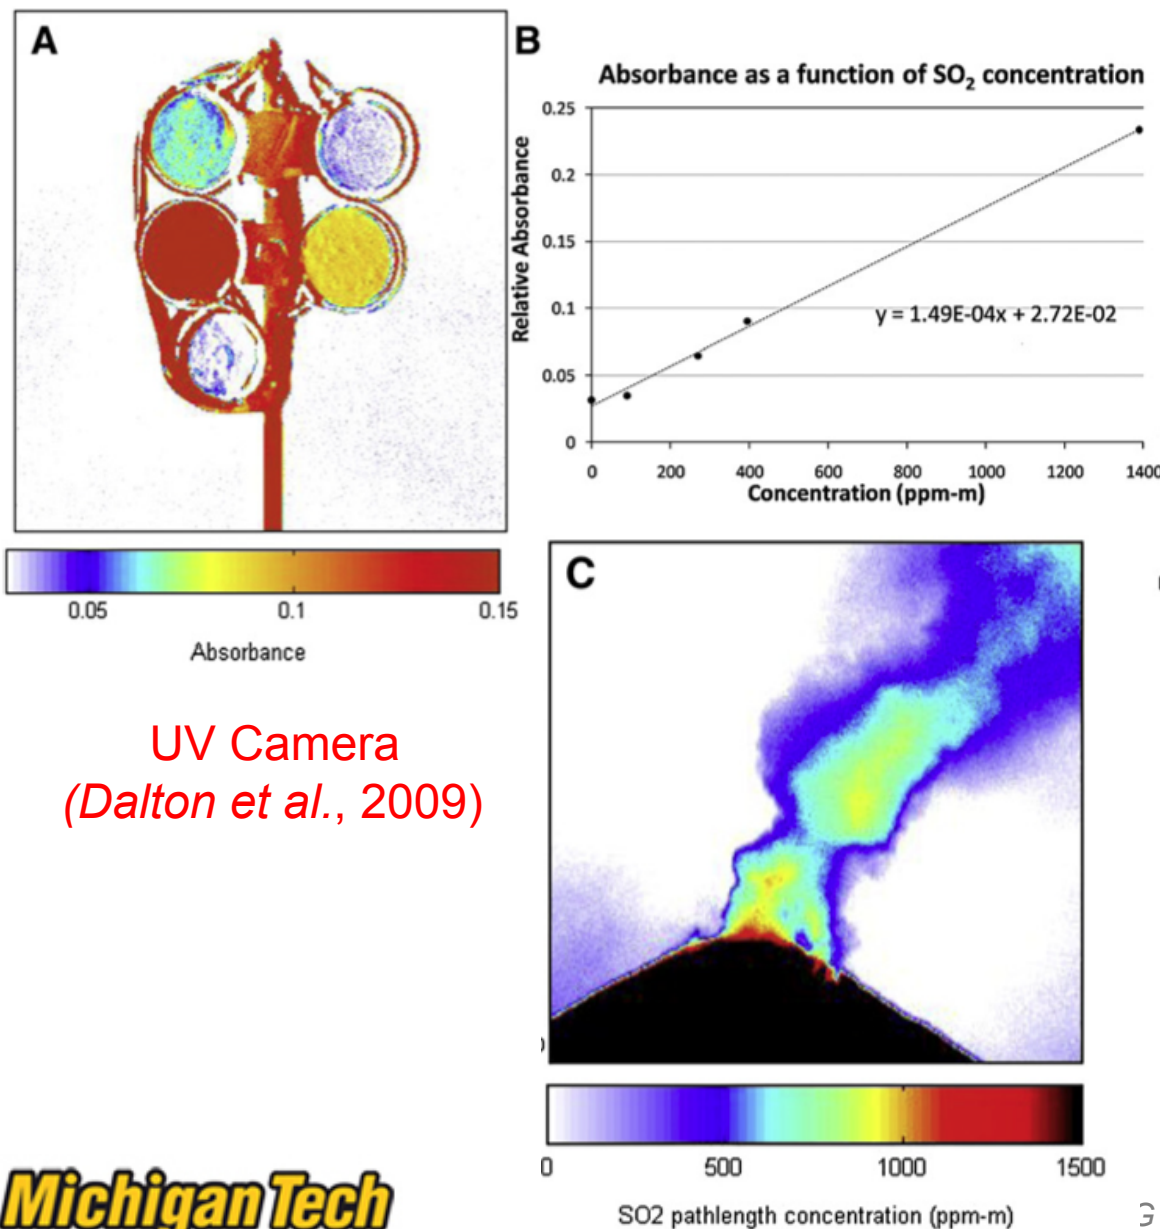 A
B
Absorbance as a function of SO₂ concentration
0.25
0.2
0.15
0.1
0.05
0
Relative Absorbance
y = 1.49E-04x + 2.72E-02
0 200 400 600 800 1000 1200 1400
Concentration (ppm-m)
0.05 0.1 0.15
Absorbance
UV Camera
(Dalton et al., 2009)
C
0 500 1000 1500
SO2 pathlength concentration (ppm-m)
Michigan Tech